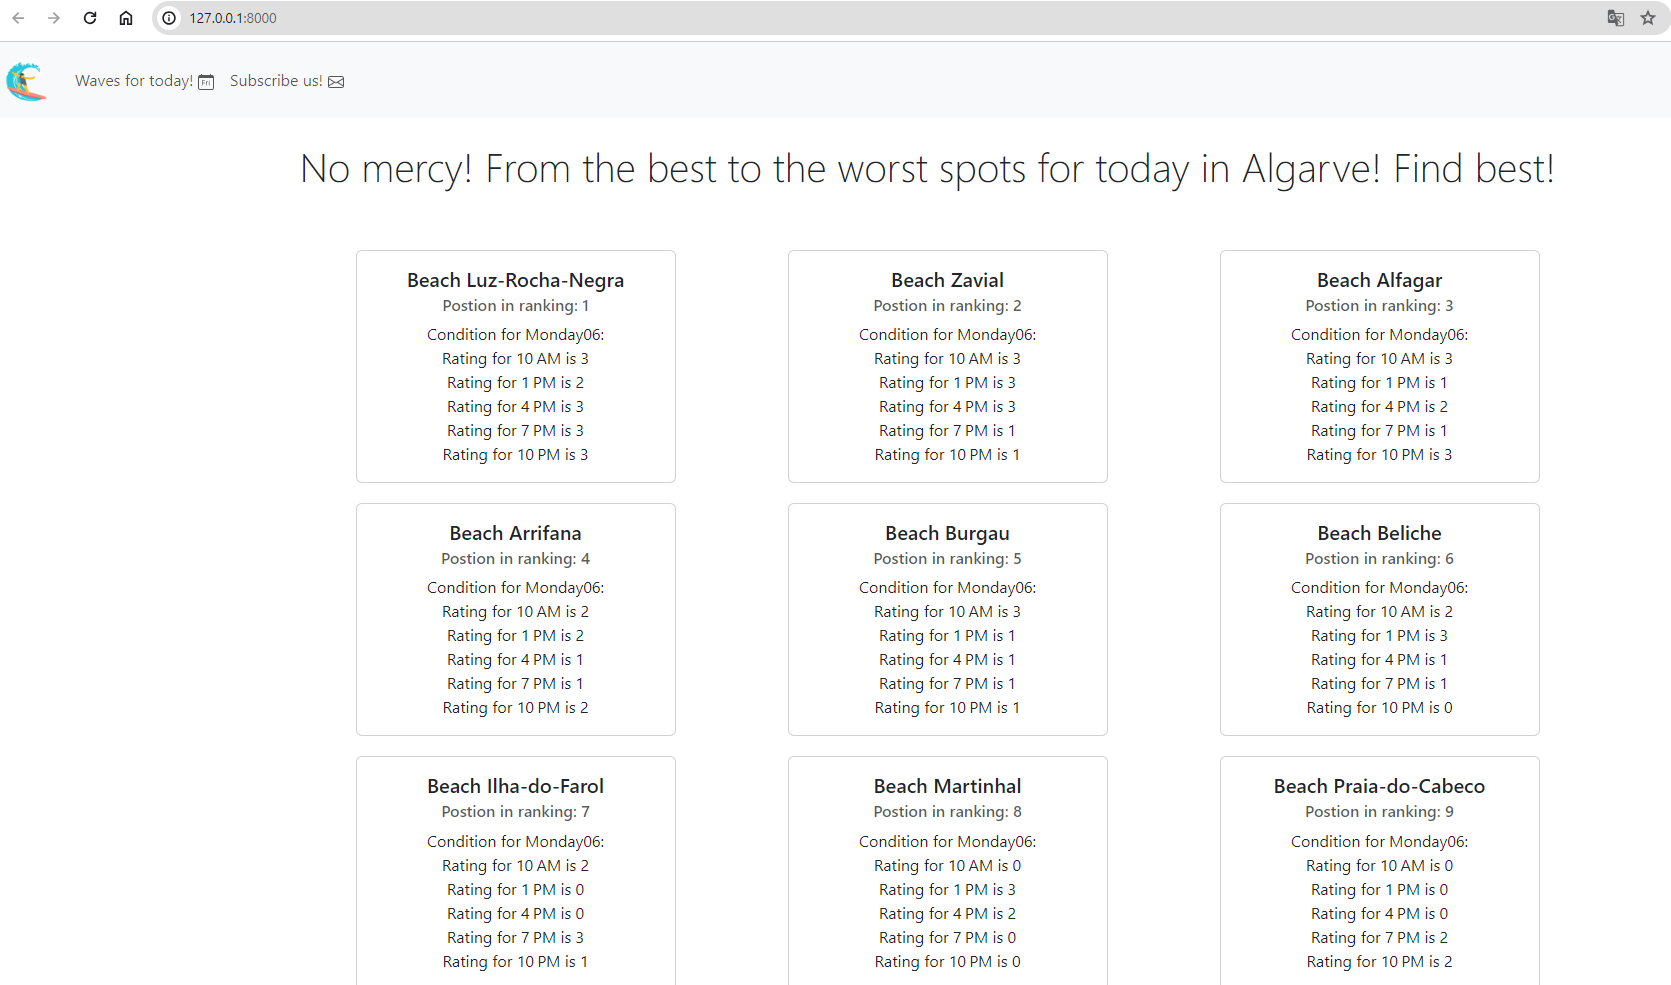 127.0.0.1:8000
Waves for today! Fri Subscribe us!
No mercy! From the best to the worst spots for today in Algarve! Find best!
Beach Luz-Rocha-Negra
Postion in ranking: 1
Condition for Monday06:
Rating for 10 AM is 3
Rating for 1 PM is 2
Rating for 4 PM is 3
Rating for 7 PM is 3
Rating for 10 PM is 3
Beach Zavial
Postion in ranking: 2
Condition for Monday06:
Rating for 10 AM is 3
Rating for 1 PM is 3
Rating for 4 PM is 3
Rating for 7 PM is 1
Rating for 10 PM is 1
Beach Alfagar
Postion in ranking: 3
Condition for Monday06:
Rating for 10 AM is 3
Rating for 1 PM is 1
Rating for 4 PM is 2
Rating for 7 PM is 1
Rating for 10 PM is 3
Beach Arrifana
Postion in ranking: 4
Condition for Monday06:
Rating for 10 AM is 2
Rating for 1 PM is 2
Rating for 4 PM is 1
Rating for 7 PM is 1
Rating for 10 PM is 2
Beach Burgau
Postion in ranking: 5
Condition for Monday06:
Rating for 10 AM is 3
Rating for 1 PM is 1
Rating for 4 PM is 1
Rating for 7 PM is 1
Rating for 10 PM is 1
Beach Beliche
Postion in ranking: 6
Condition for Monday06:
Rating for 10 AM is 2
Rating for 1 PM is 3
Rating for 4 PM is 1
Rating for 7 PM is 1
Rating for 10 PM is 0
Beach Ilha-do-Farol
Postion in ranking: 7
Condition for Monday06:
Rating for 10 AM is 2
Rating for 1 PM is 0
Rating for 4 PM is 0
Rating for 7 PM is 3
Rating for 10 PM is 1
Beach Martinhal
Postion in ranking: 8
Condition for Monday06:
Rating for 10 AM is 0
Rating for 1 PM is 3
Rating for 4 PM is 2
Rating for 7 PM is 0
Rating for 10 PM is 0
Beach Praia-do-Cabeco
Postion in ranking: 9
Condition for Monday06:
Rating for 10 AM is 0
Rating for 1 PM is 0
Rating for 4 PM is 0
Rating for 7 PM is 2
Rating for 10 PM is 2